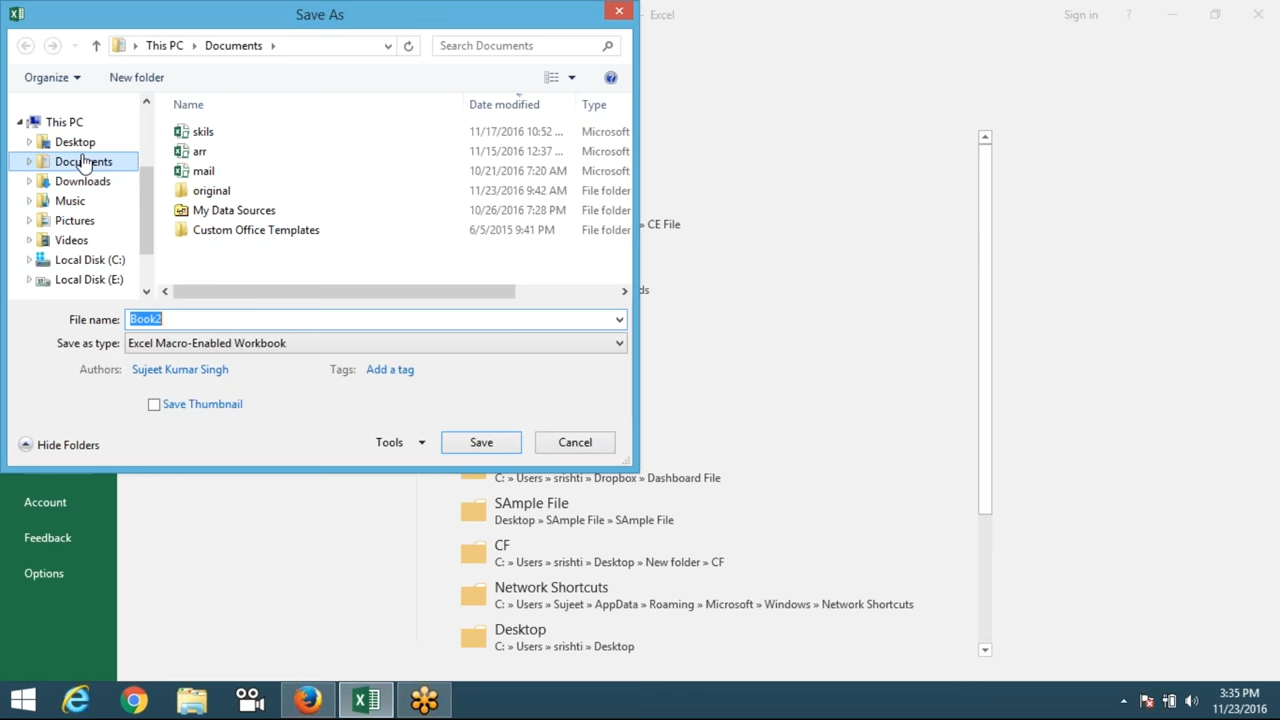 Save As
- Excel
Sign in
?
This PC
Documents
Search Documents
Organize
New folder
Name
Date modified
Type
This PC
Desktop
Documents
Downloads
Music
Pictures
Videos
Local Disk (C:)
Local Disk (E:)
skils 11/17/2016 10:52 ... Microsoft
arr 11/15/2016 12:37 ... Microsoft
mail 10/21/2016 7:20 AM Microsoft
original 11/23/2016 9:42 AM File folder
My Data Sources 10/26/2016 7:28 PM File folder
Custom Office Templates 6/5/2015 9:41 PM File folder
» CE File
ds
File name: Book2
Save as type: Excel Macro-Enabled Workbook
Authors: Sujeet Kumar Singh
Tags: Add a tag
Save Thumbnail
Hide Folders
Tools
Save
Cancel
Account
Feedback
Options
C: » Users » srishti » Dropbox » Dashboard File
SAmple File
Desktop » SAmple File » SAmple File
CF
C: » Users » srishti » Desktop » New folder » CF
Network Shortcuts
C: » Users » Sujeet » AppData » Roaming » Microsoft » Windows » Network Shortcuts
Desktop
C: » Users » srishti » Desktop
3:35 PM
11/23/2016